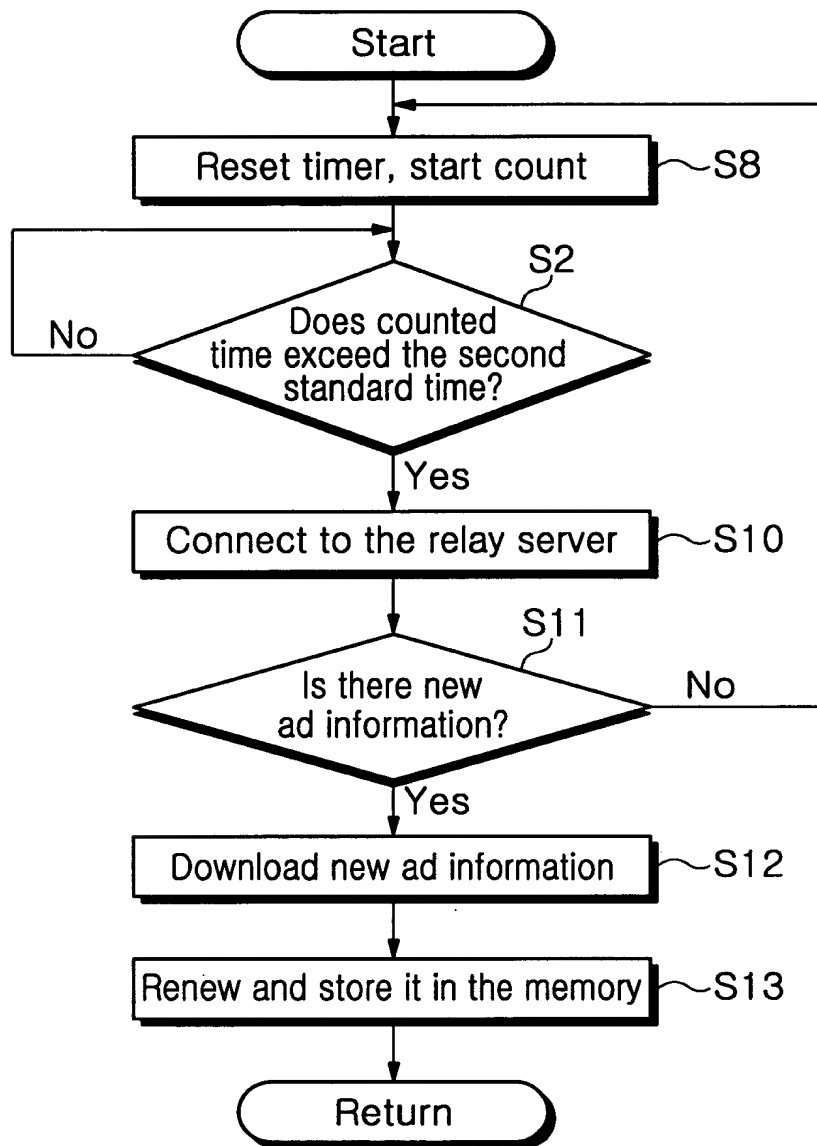 Start
Reset timer, start count
S8
S2
Does counted
time exceed the second
standard time?
No
Yes
Connect to the relay server
S10
S11
Is there new
ad information?
No
Yes
Download new ad information
S12
Renew and store it in the memory
S13
Return